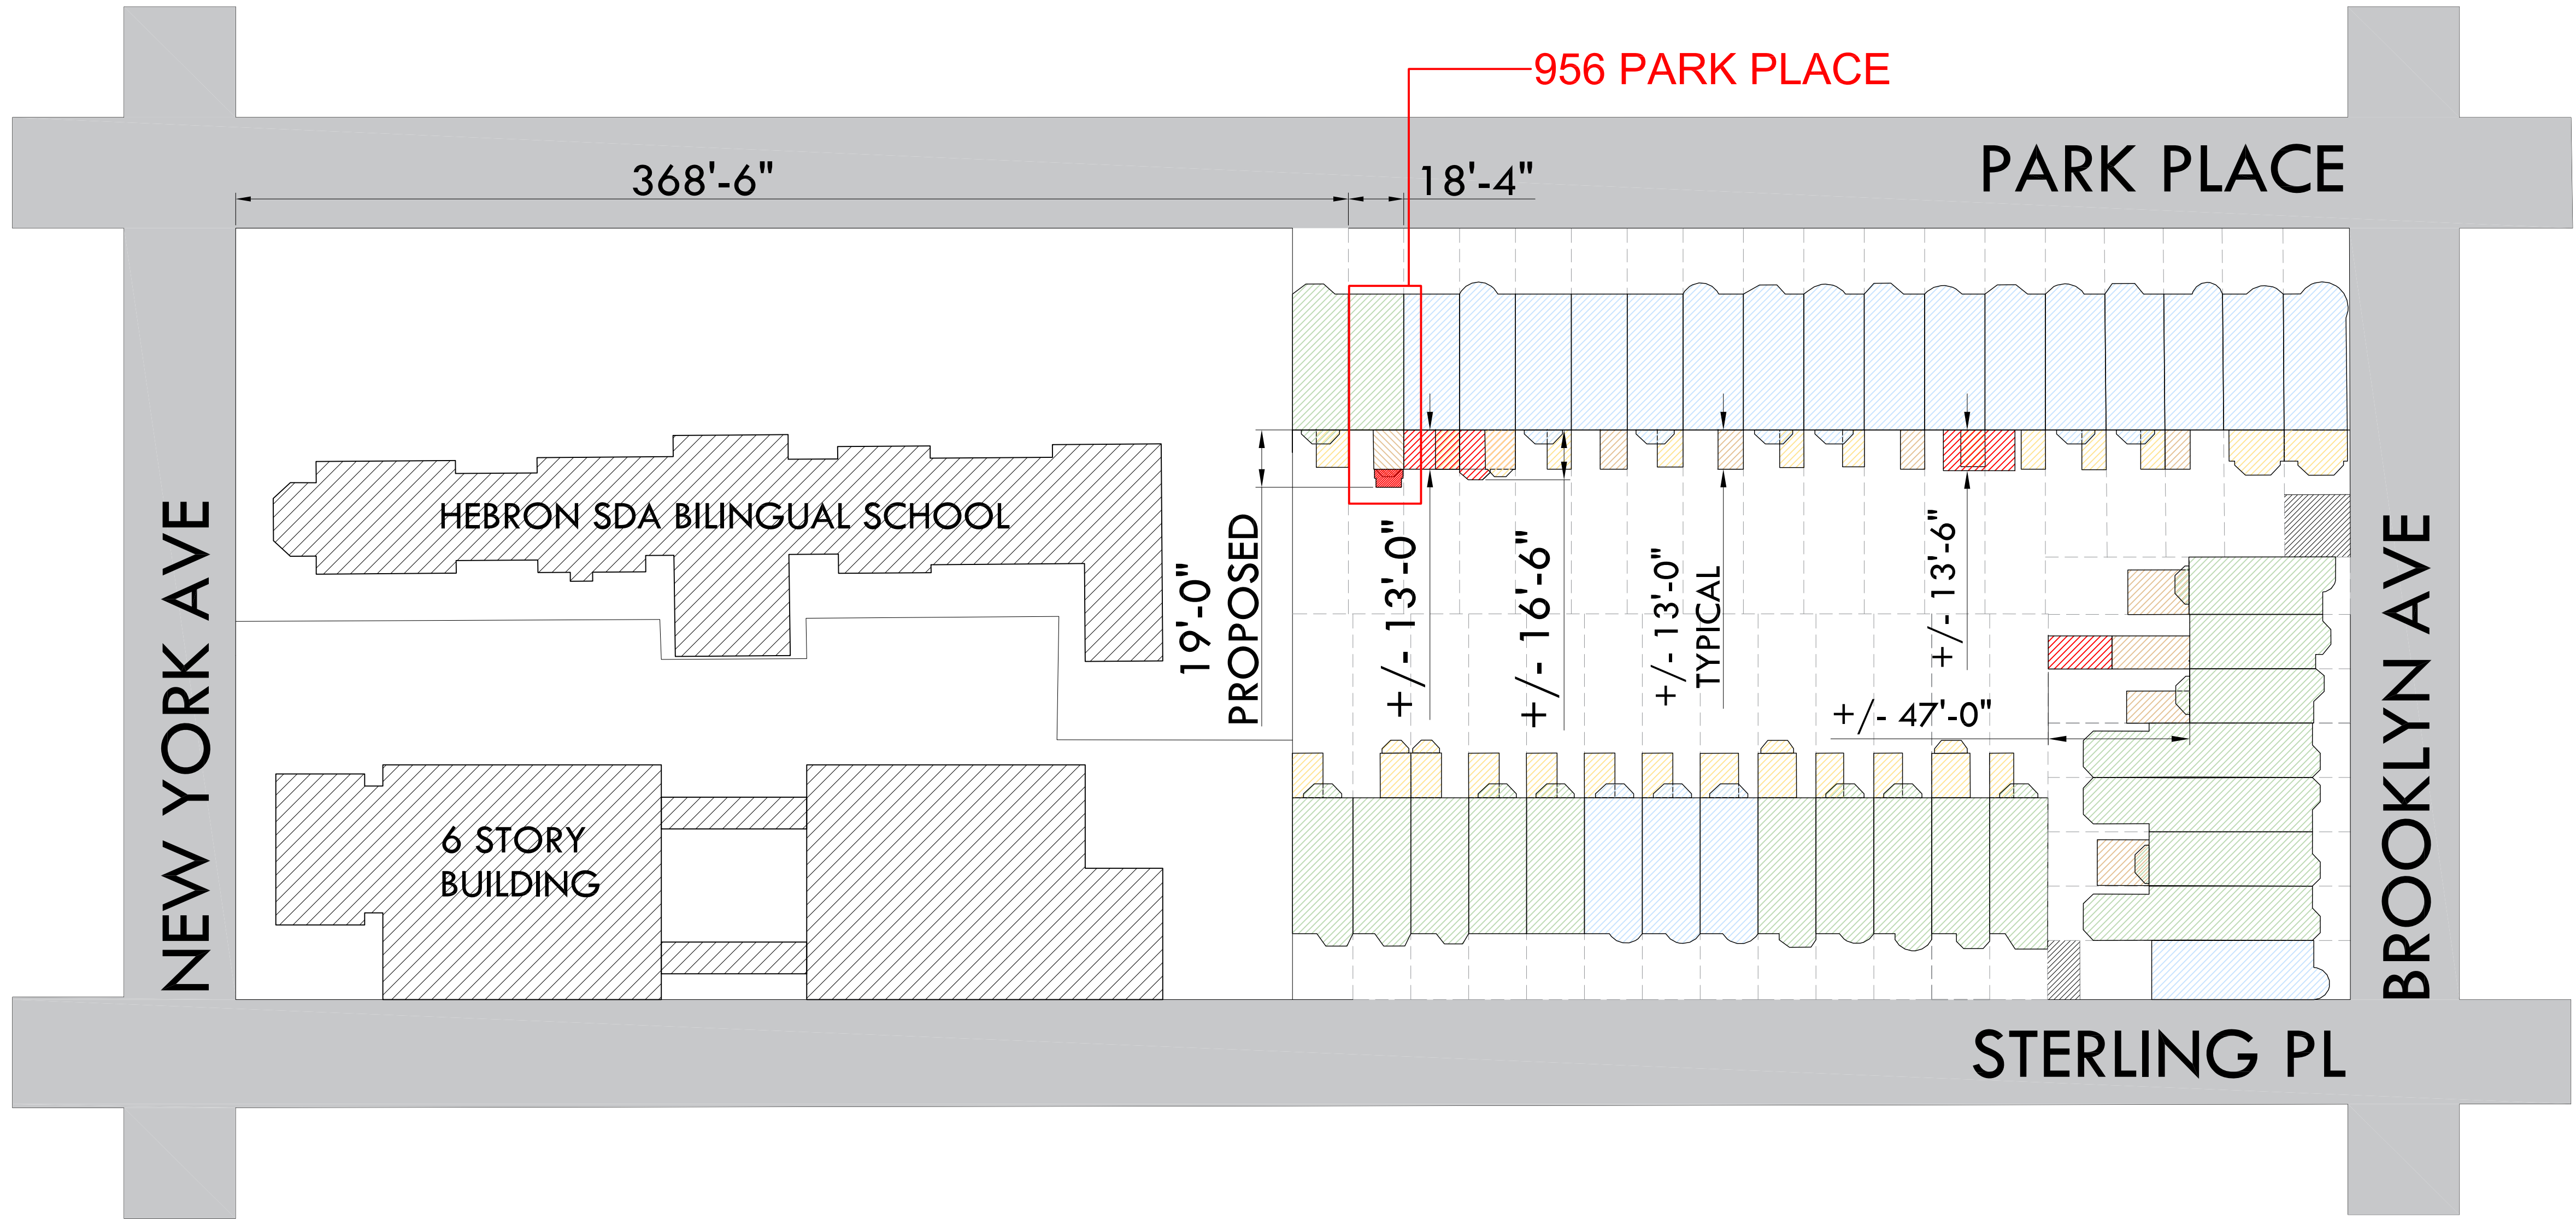 956 PARK PLACE
PARK PLACE
368'-6"
18'-4"
NEW YORK AVE
HEBRON SDA BILINGUAL SCHOOL
19'-0"
PROPOSED
+/- 13'-0"
+/- 16'-6"
+/- 13'-0"
TYPICAL
+/- 13'-6"
+/- 47'-0"
BROOKLYN AVE
6 STORY
BUILDING
STERLING PL